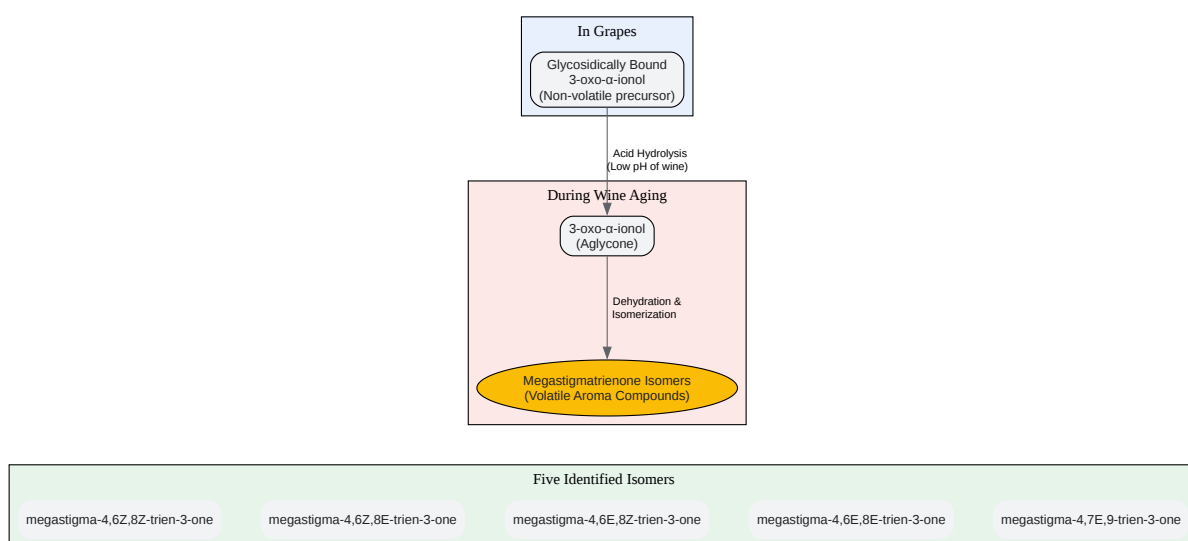 In Grapes
Glycosidically Bound
3-oxo-α-ionol
(Non-volatile precursor)
Acid Hydrolysis
(Low pH of wine)
During Wine Aging
3-oxo-α-ionol
(Aglycone)
Dehydration &
Isomerization
Megastigmatrienone Isomers
(Volatile Aroma Compounds)
Five Identified Isomers
megastigma-4,6Z,8Z-trien-3-one
megastigma-4,6Z,8E-trien-3-one
megastigma-4,6E,8Z-trien-3-one
megastigma-4,6E,8E-trien-3-one
megastigma-4,7E,9-trien-3-one